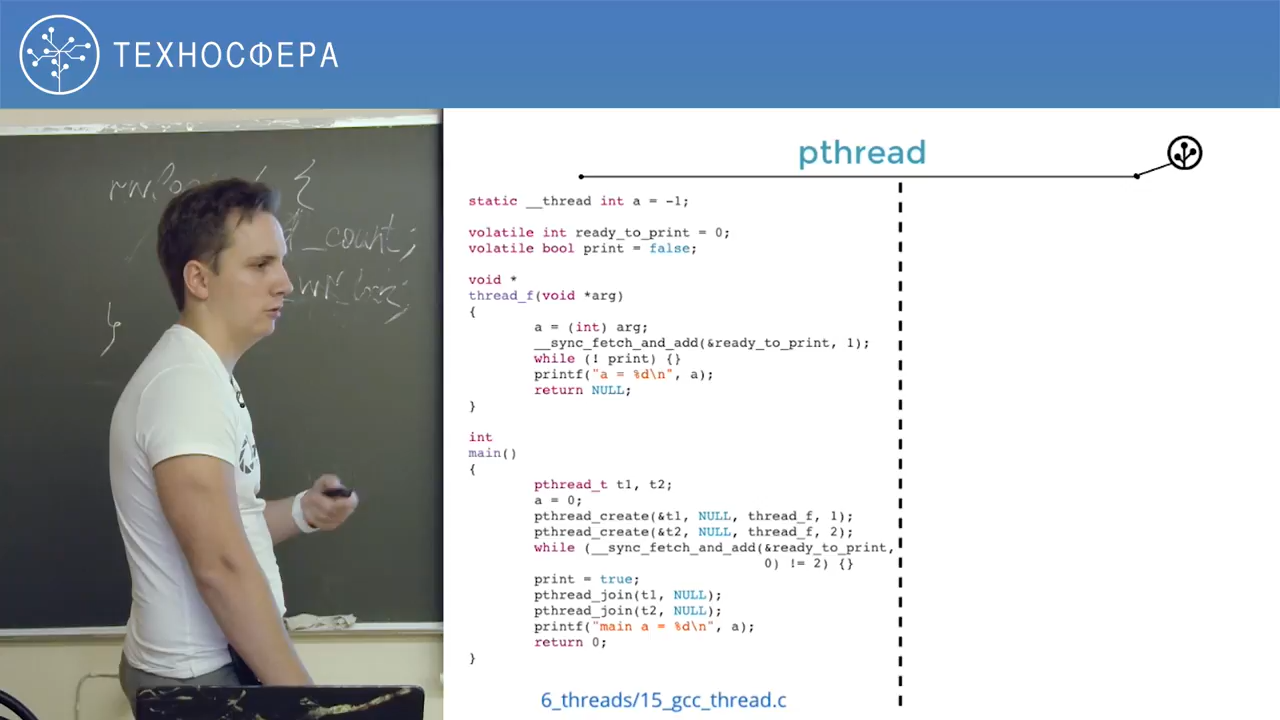 ТЕХНОСФЕРА
{
_count;
}
pthread
static __thread int a = -1;
volatile int ready_to_print = 0;
volatile bool print = false;
void *
thread_f(void *arg)
{
a = (int) arg;
__sync_fetch_and_add(&ready_to_print, 1);
while (! print) {}
printf("a = %d\n", a);
return NULL;
}
int
main()
{
pthread_t t1, t2;
a = 0;
pthread_create(&t1, NULL, thread_f, 1);
pthread_create(&t2, NULL, thread_f, 2);
while (__sync_fetch_and_add(&ready_to_print,
0) != 2) {}
print = true;
pthread_join(t1, NULL);
pthread_join(t2, NULL);
printf("main a = %d\n", a);
return 0;
}
6_threads/15_gcc_thread.c